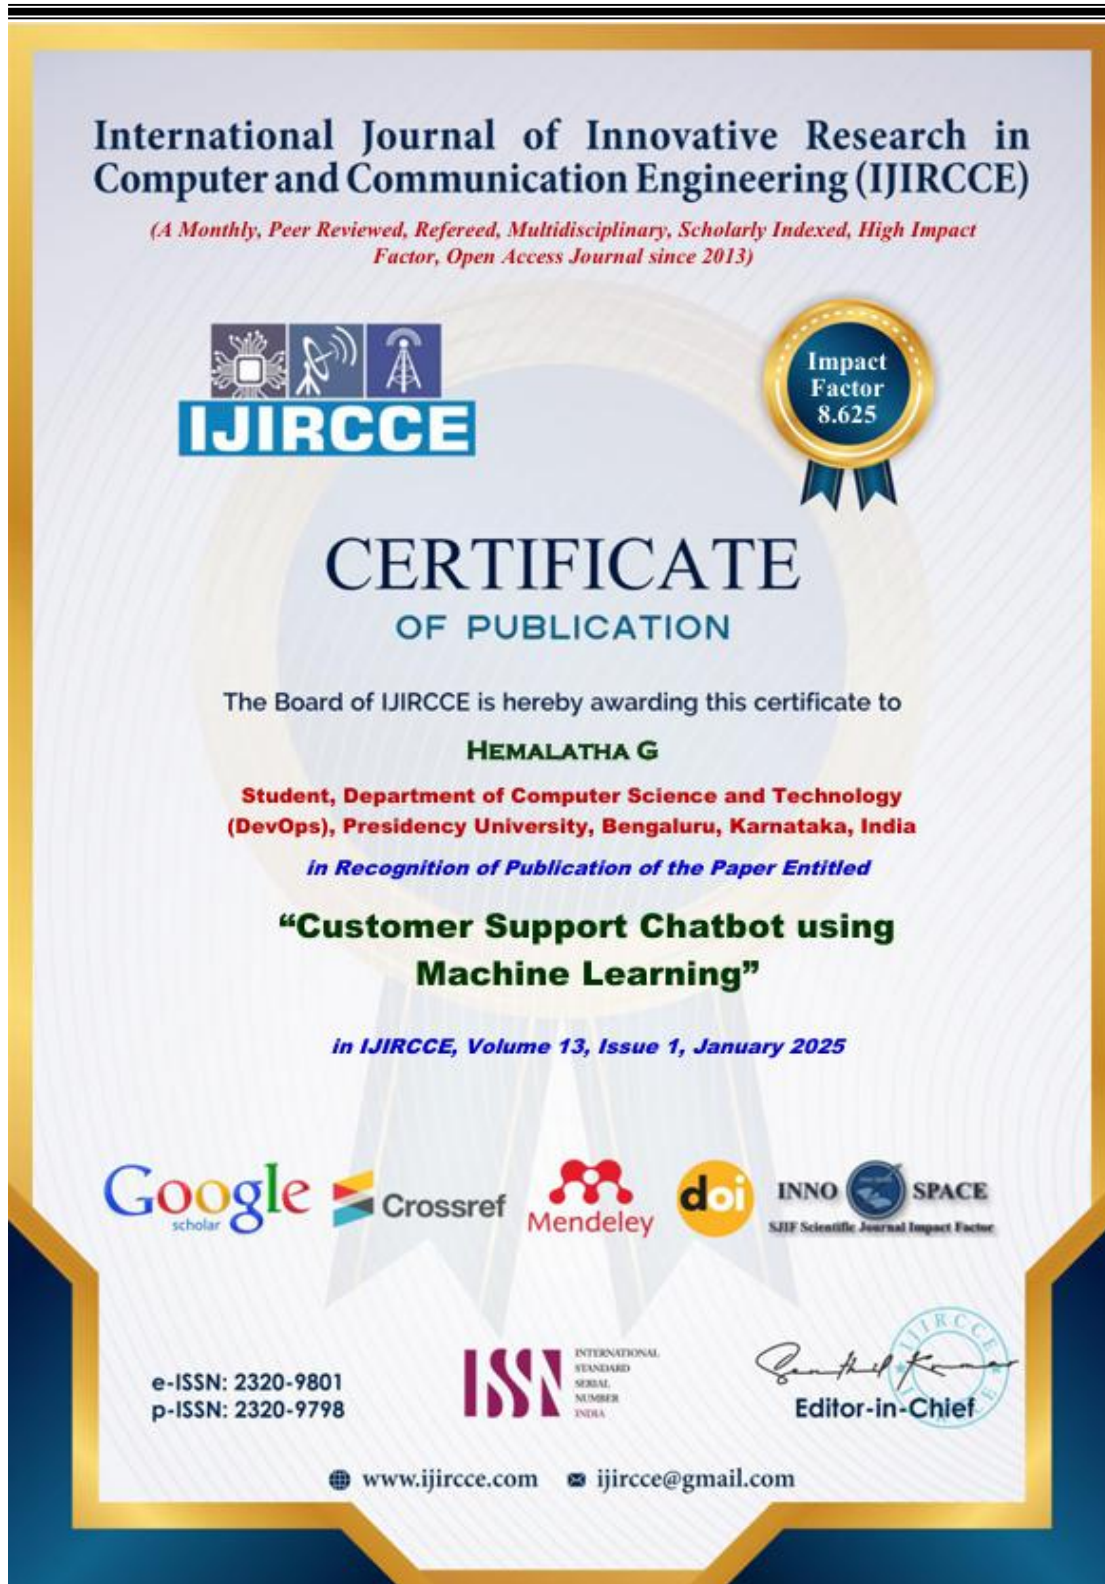 International Journal of Innovative Research in
Computer and Communication Engineering (IJIRCCE)
(A Monthly, Peer Reviewed, Refereed, Multidisciplinary, Scholarly Indexed, High Impact
Factor, Open Access Journal since 2013)
IJIRCCE
Impact
Factor
8.625
CERTIFICATE
OF PUBLICATION
The Board of IJIRCCE is hereby awarding this certificate to
HEMALATHA G
Student, Department of Computer Science and Technology
(DevOps), Presidency University, Bengaluru, Karnataka, India
in Recognition of Publication of the Paper Entitled
“Customer Support Chatbot using
Machine Learning”
in IJIRCCE, Volume 13, Issue 1, January 2025
Google
scholar
Crossref
Mendeley
doi
INNO SPACE
SJIF Scientific Journal Impact Factor
e-ISSN: 2320-9801
p-ISSN: 2320-9798
ISSN
INTERNATIONAL
STANDARD
SERIAL
NUMBER
INDIA
IJIRCCE
Senthil Kumar
Editor-in-Chief
www.ijircce.com ijircce@gmail.com